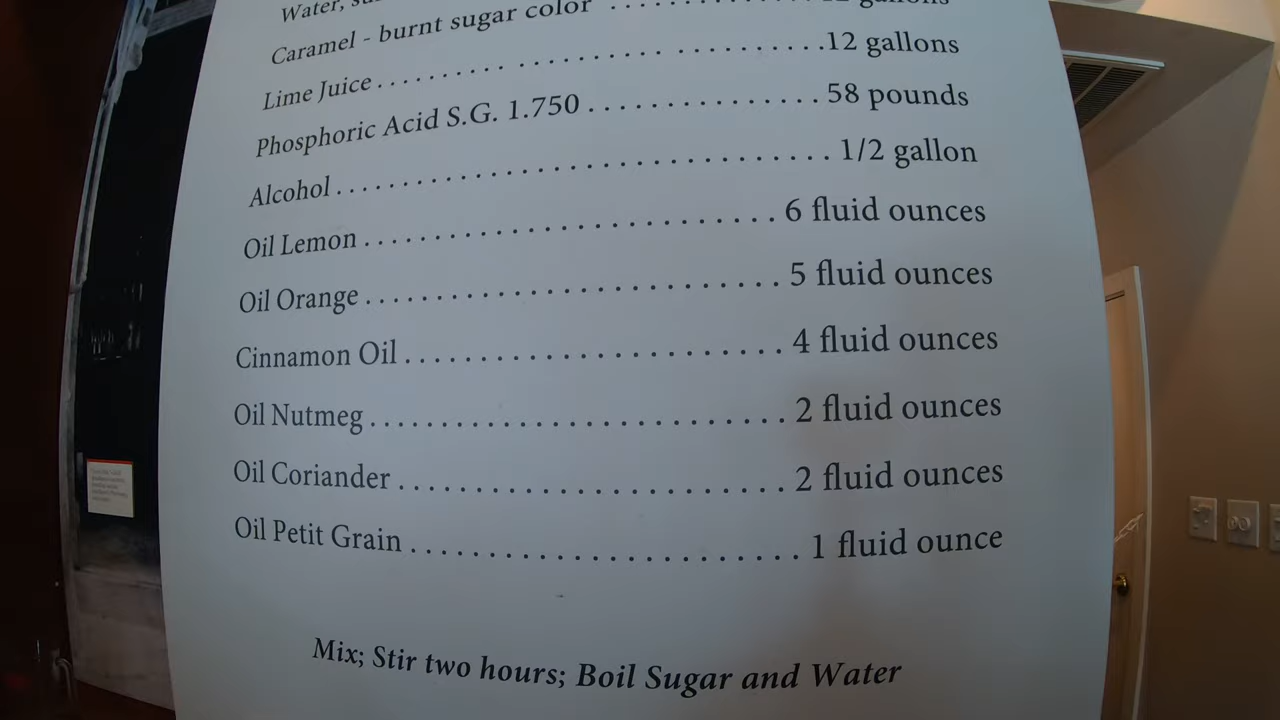 Water,
Caramel - burnt sugar color . . . . . . . . . . . . . . . . 12 gallons
Lime Juice . . . . . . . . . . . . . . . . . . . . . . . . . . . . . . 12 gallons
Phosphoric Acid S.G. 1.750 . . . . . . . . . . . . . . . 58 pounds
Alcohol . . . . . . . . . . . . . . . . . . . . . . . . . . . . . . . 1/2 gallon
Oil Lemon . . . . . . . . . . . . . . . . . . . . . . . . . . 6 fluid ounces
Oil Orange . . . . . . . . . . . . . . . . . . . . . . . . . . 5 fluid ounces
Cinnamon Oil . . . . . . . . . . . . . . . . . . . . . . . 4 fluid ounces
Oil Nutmeg . . . . . . . . . . . . . . . . . . . . . . . . . 2 fluid ounces
Oil Coriander . . . . . . . . . . . . . . . . . . . . . . . 2 fluid ounces
Oil Petit Grain . . . . . . . . . . . . . . . . . . . . . . . 1 fluid ounce
Mix; Stir two hours; Boil Sugar and Water